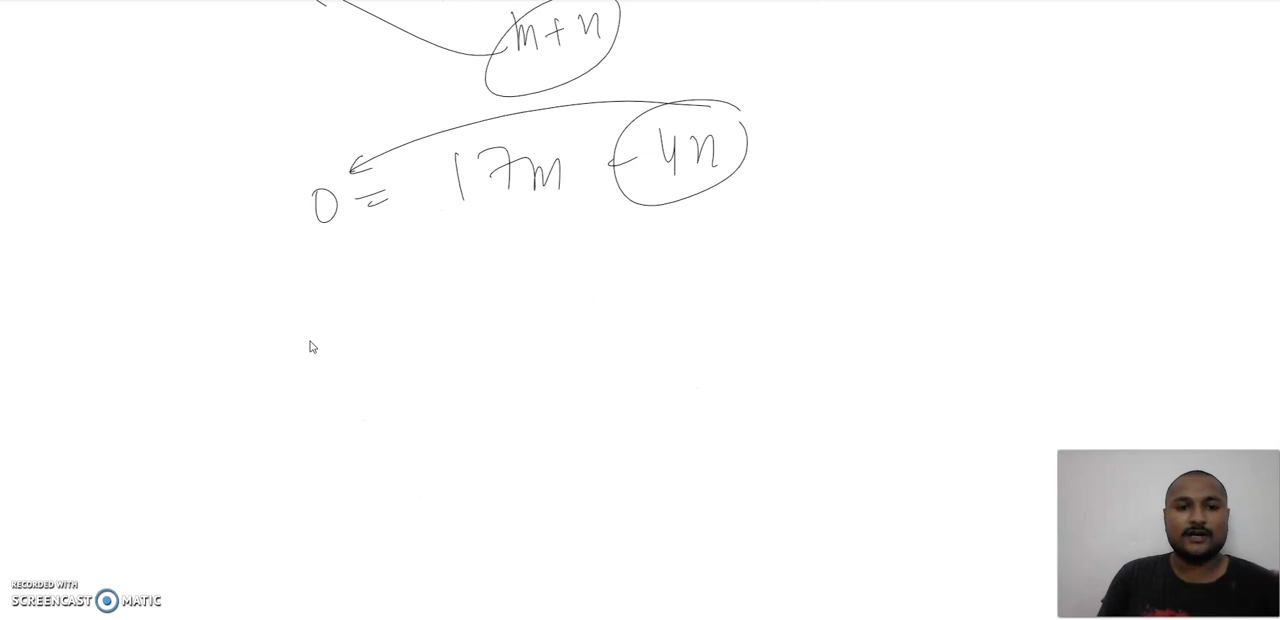 m + n
0 = 17m - 4n
RECORDED WITH
SCREENCAST MATIC